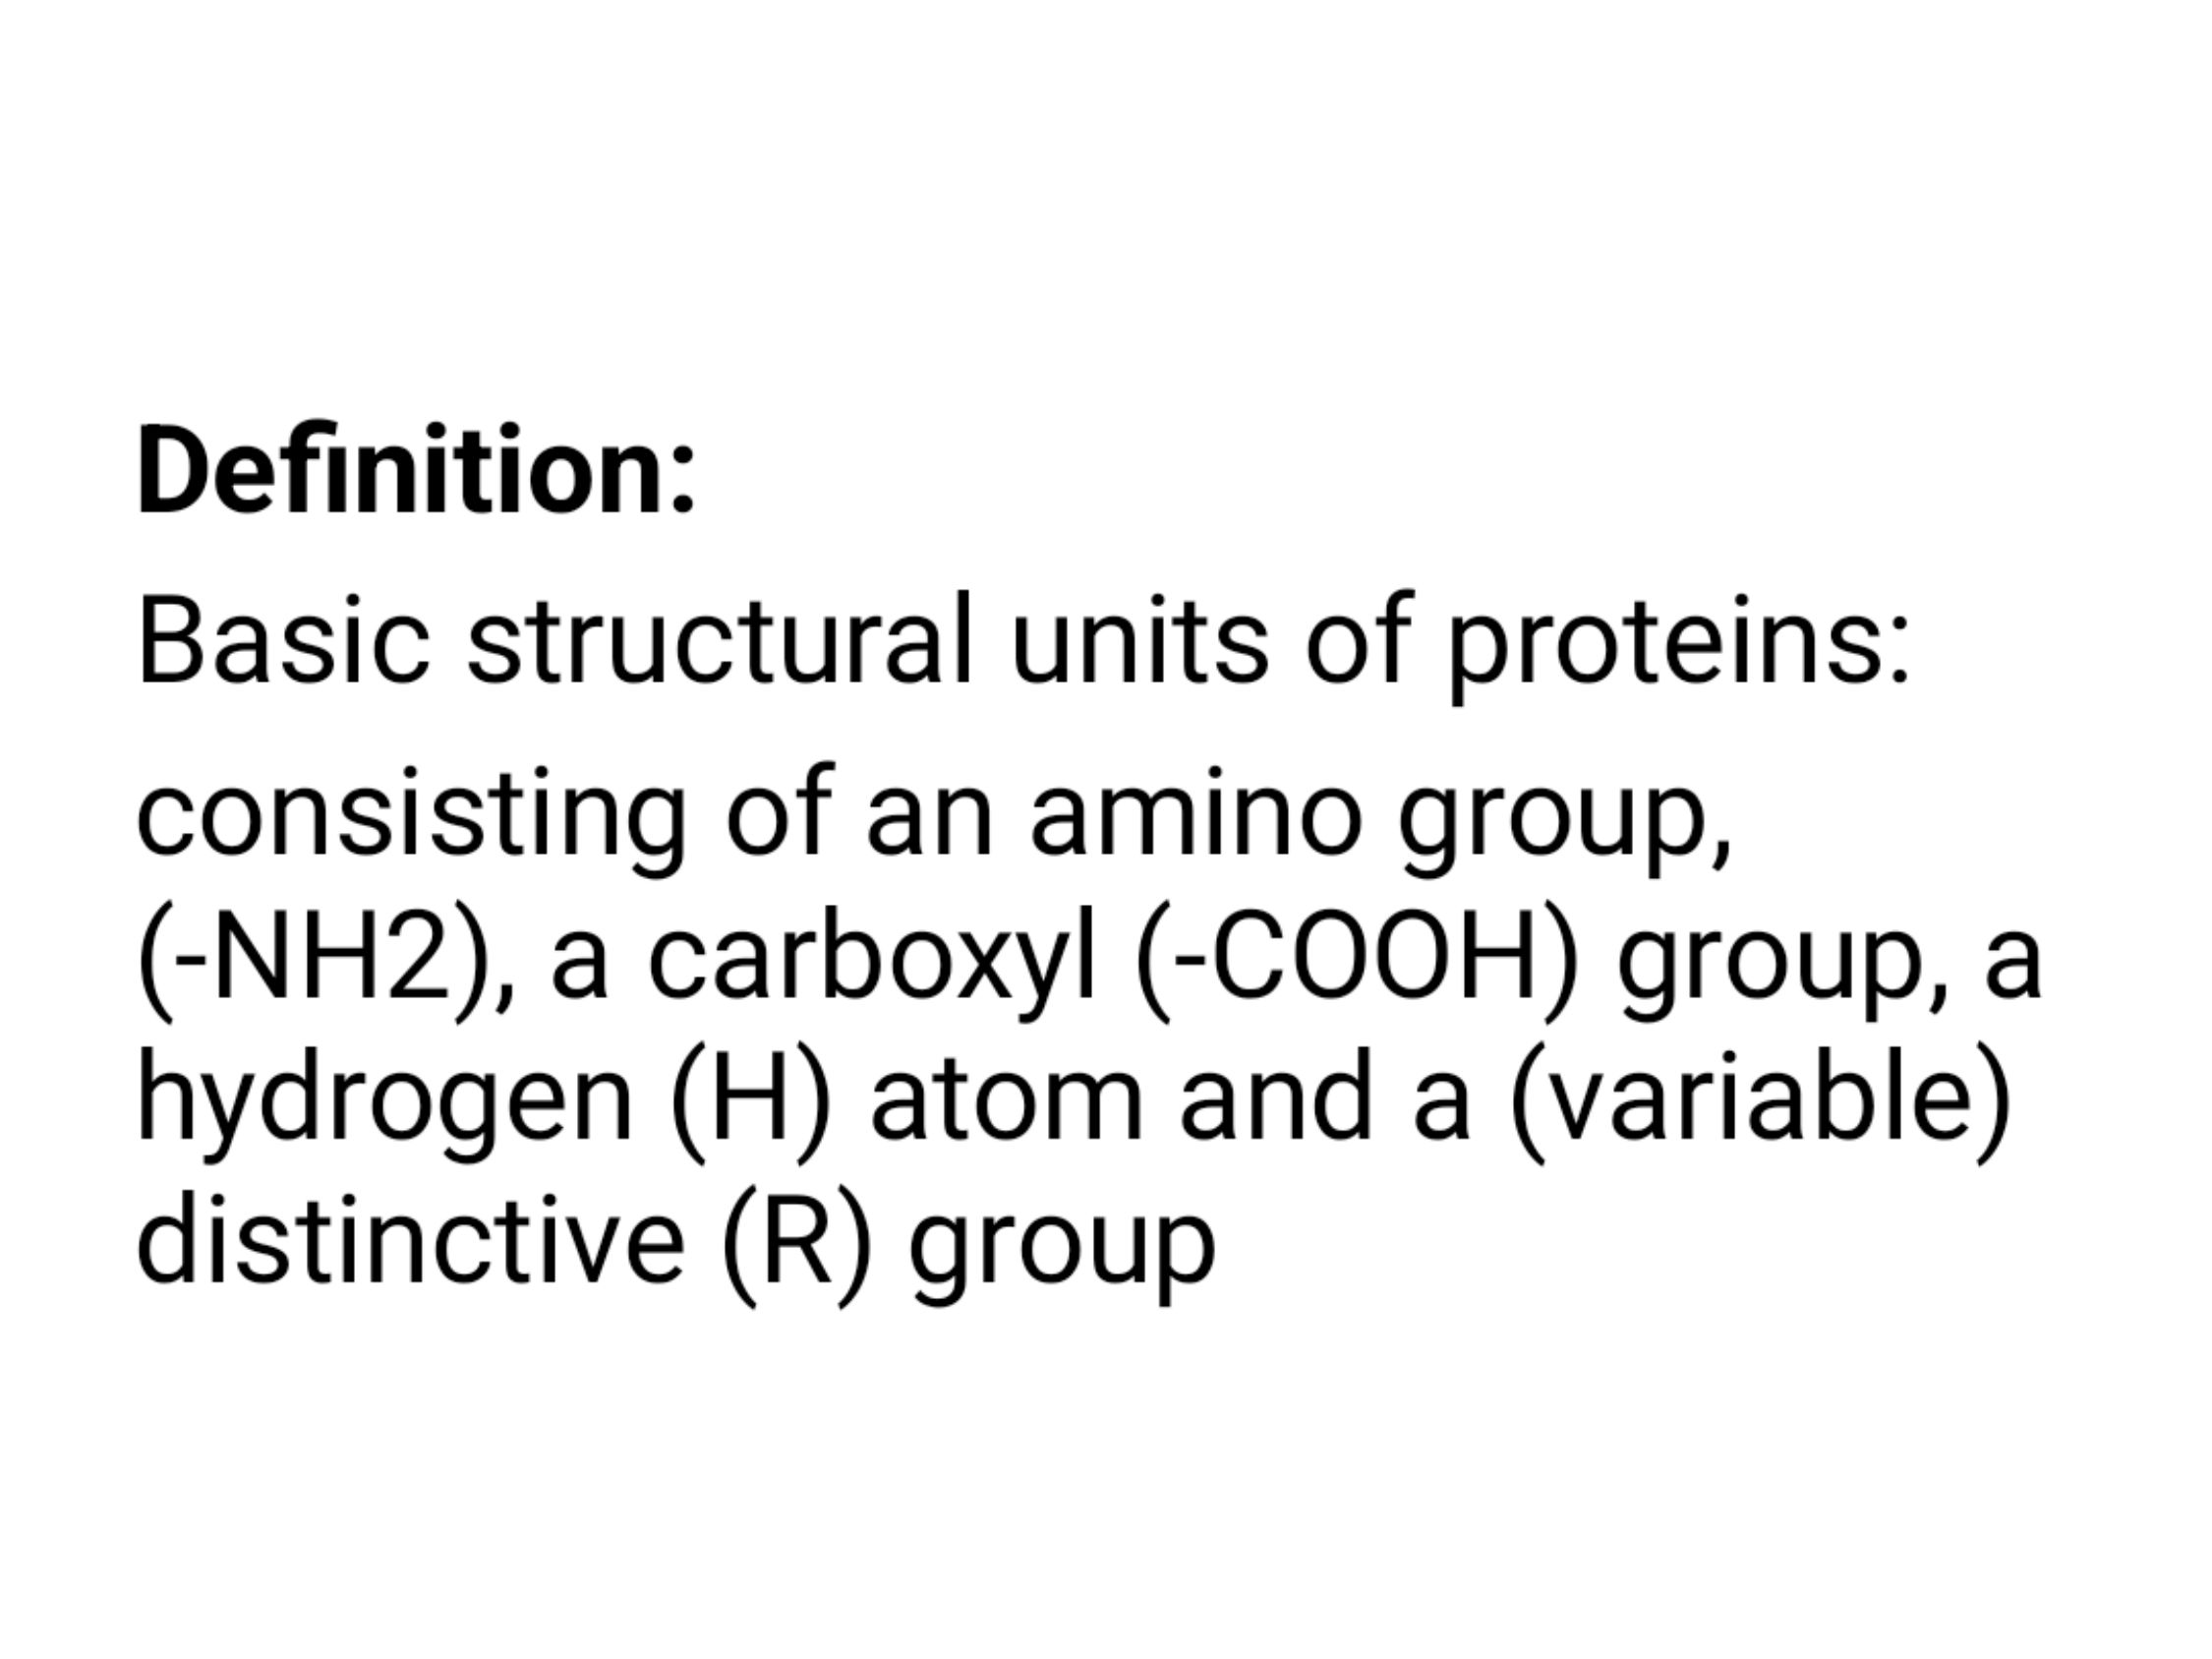 Definition:
Basic structural units of proteins:
consisting of an amino group,
(-NH2), a carboxyl (-COOH) group, a
hydrogen (H) atom and a (variable)
distinctive (R) group